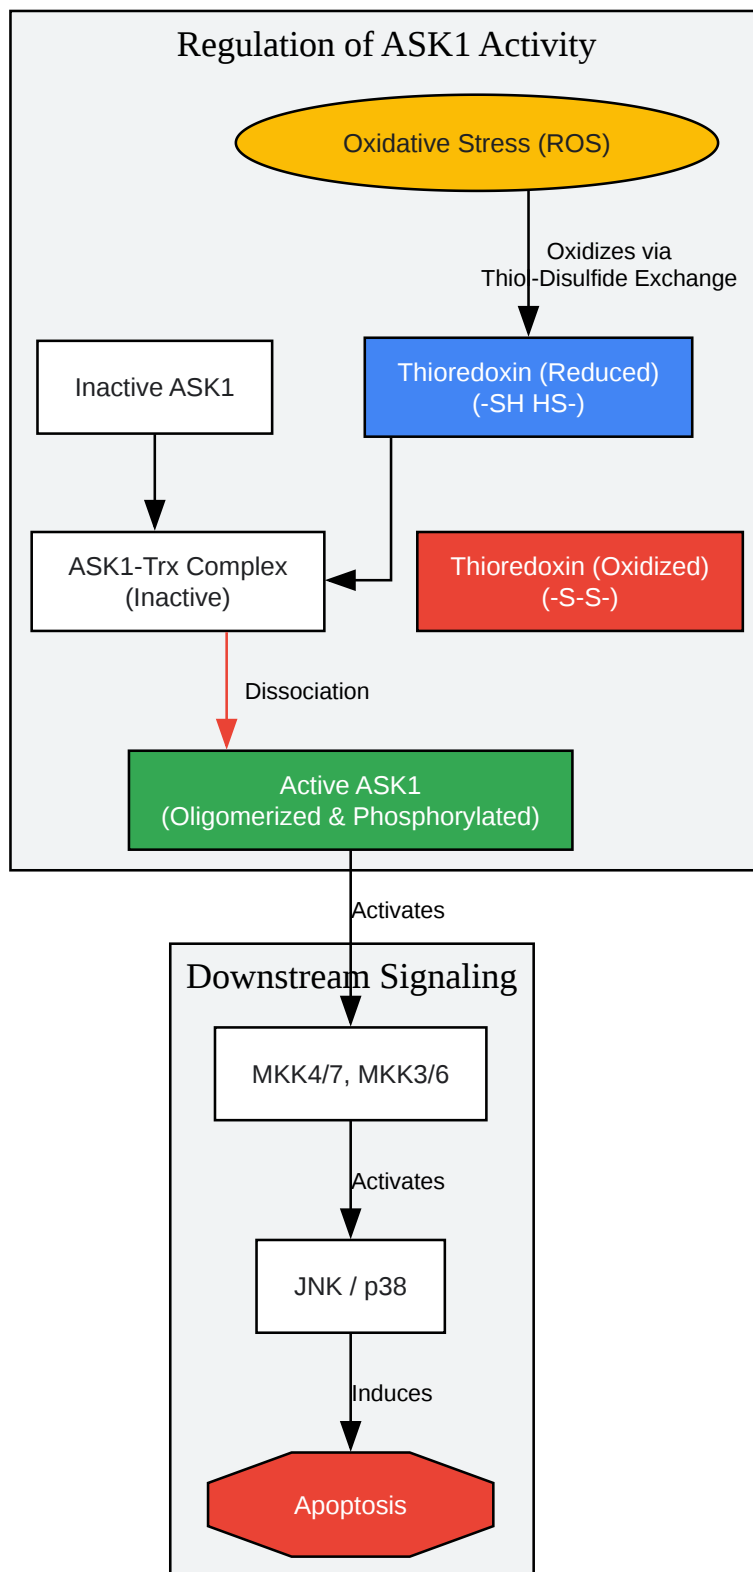 Regulation of ASK1 Activity
Oxidative Stress (ROS)
Oxidizes via
Thiol-Disulfide Exchange
Inactive ASK1
Thioredoxin (Reduced)
(-SH HS-)
ASK1-Trx Complex
(Inactive)
Thioredoxin (Oxidized)
(-S-S-)
Dissociation
Active ASK1
(Oligomerized & Phosphorylated)
Activates
Downstream Signaling
MKK4/7, MKK3/6
Activates
JNK / p38
Induces
Apoptosis